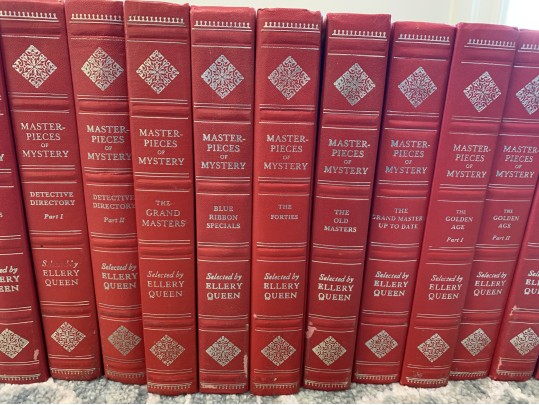 MASTER-
PIECES
OF
MYSTERY
DETECTIVE
DIRECTORY
Part I
Selected by
ELLERY
QUEEN
MASTER-
PIECES
OF
MYSTERY
DETECTIVE
DIRECTORY
Part II
Selected by
ELLERY
QUEEN
MASTER-
PIECES
OF
MYSTERY
THE
GRAND
MASTERS
Selected by
ELLERY
QUEEN
MASTER-
PIECES
OF
MYSTERY
BLUE
RIBBON
SPECIALS
Selected by
ELLERY
QUEEN
MASTER-
PIECES
OF
MYSTERY
THE
FORTIES
Selected by
ELLERY
QUEEN
MASTER-
PIECES
OF
MYSTERY
THE
OLD
MASTERS
Selected by
ELLERY
QUEEN
MASTER-
PIECES
OF
MYSTERY
THE
GRAND MASTERS
UP TO DATE
Selected by
ELLERY
QUEEN
MASTER-
PIECES
OF
MYSTERY
THE
GOLDEN
AGE
Part I
Selected by
ELLERY
QUEEN
MASTER-
PIECES
OF
MYSTERY
THE
GOLDEN
AGE
Part II
Selected by
ELLERY
QUEEN